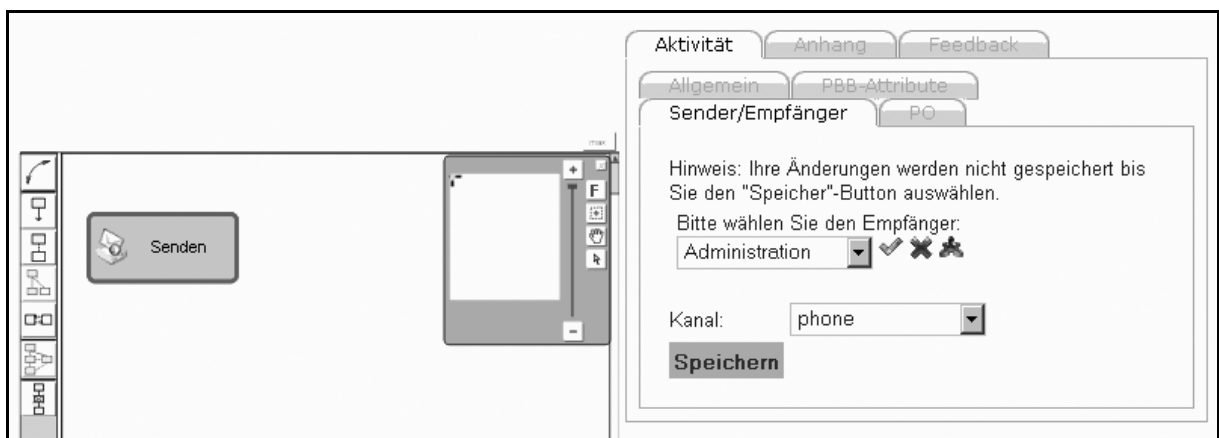 Aktivität Anhang Feedback
Allgemein PBB-Attribute
Sender/Empfänger PO
max
Hinweis: Ihre Änderungen werden nicht gespeichert bis
Sie den "Speicher"-Button auswählen.
Bitte wählen Sie den Empfänger:
Administration
Kanal: phone
Speichern
Senden
+
F
-